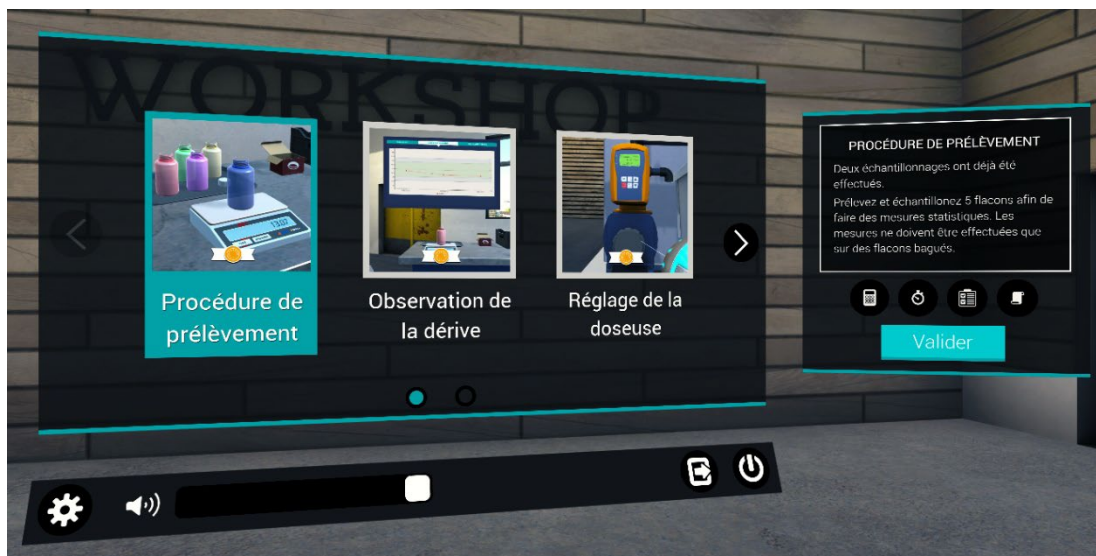 WORKSHOP
Procédure de
prélèvement
Observation de
la dérive
Réglage de la
doseuse
PROCÉDURE DE PRÉLÈVEMENT
Deux échantillonnages ont déjà été
effectués.
Prélevez et échantillonez 5 flacons afin de
faire des mesures statistiques. Les
mesures ne doivent être effectuées que
sur des flacons bagués.
Valider